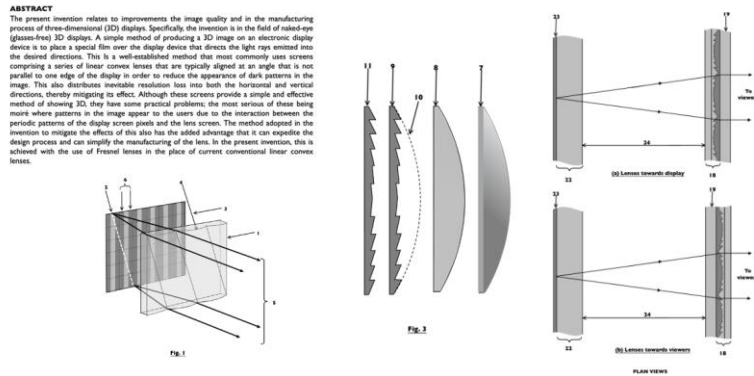 ABSTRACT
The present invention relates to improvements the image quality and in the manufacturing
process of three-dimensional (3D) displays. Specifically, the invention is in the field of naked-eye
(glasses-free) 3D displays. A simple method of producing a 3D image on an electronic display
device is to place a special film over the display device that directs the light rays emitted into
the desired directions. This Is a well-established method that most commonly uses screens
comprising a series of linear convex lenses that are typically aligned at an angle that is not
parallel to one edge of the display in order to reduce the appearance of dark patterns in the
image. This also distributes inevitable resolution loss into both the horizontal and vertical
directions, thereby mitigating its effect. Although these screens provide a simple and effective
method of showing 3D, they have some practical problems; the most serious of these being
moiré where patterns in the image appear to the users due to the interaction between the
periodic patterns of the display screen pixels and the lens screen. The method adopted in the
invention to mitigate the effects of this also has the added advantage that it can expedite the
design process and can simplify the manufacturing of the lens. In the present invention, this is
achieved with the use of Fresnel lenses in the place of current conventional linear convex
lenses.
6
1
5
Fig. 1
11 9 8 7
10
Fig. 3
23 19
To
viewers
24
22 (a) Lenses towards display 18
23 19
To
viewers
24
22 (b) Lenses towards viewers 18
PLAN VIEWS